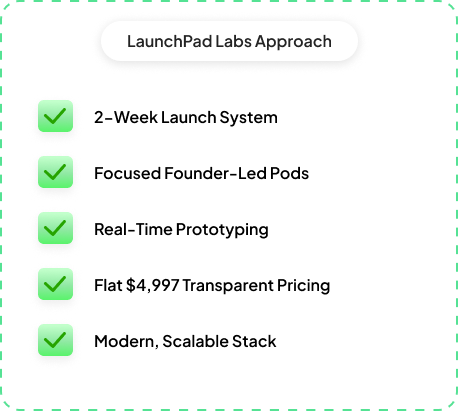 LaunchPad Labs Approach
2-Week Launch System
Focused Founder-Led Pods
Real-Time Prototyping
Flat $4,997 Transparent Pricing
Modern, Scalable Stack